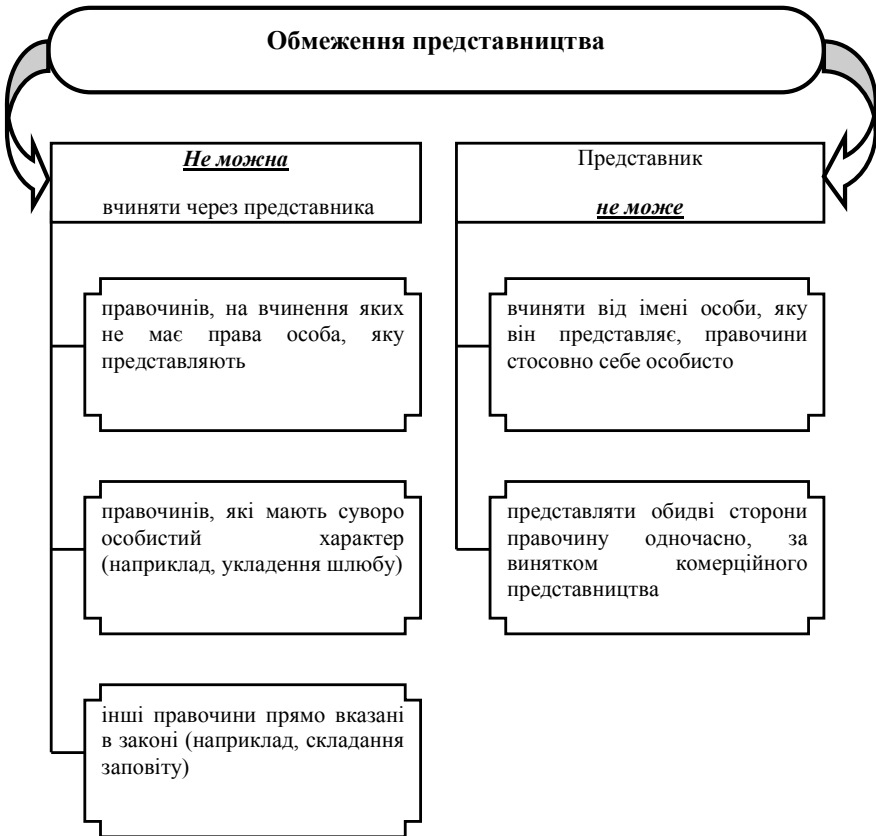 Обмеження представництва
Не можна
вчиняти через представника
правочинів, на вчинення яких
не має права особа, яку
представляють
правочинів, які мають суворо
особистий характер
(наприклад, укладення шлюбу)
інші правочини прямо вказані
в законі (наприклад, складання
заповіту)
Представник
не може
вчиняти від імені особи, яку
він представляє, правочини
стосовно себе особисто
представляти обидві сторони
правочину одночасно, за
винятком комерційного
представництва